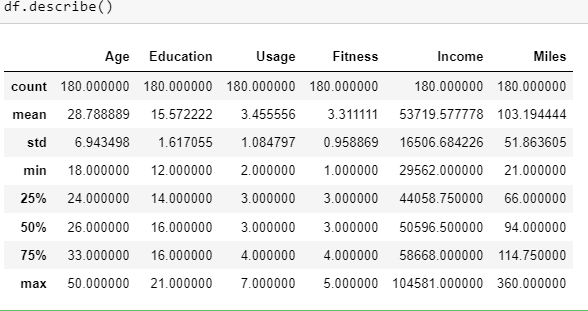 df.describe()
Age Education Usage Fitness Income Miles
count 180.000000 180.000000 180.000000 180.000000 180.000000 180.000000
mean 28.788889 15.572222 3.455556 3.311111 53719.577778 103.194444
std 6.943498 1.617055 1.084797 0.958869 16506.684226 51.863605
min 18.000000 12.000000 2.000000 1.000000 29562.000000 21.000000
25% 24.000000 14.000000 3.000000 3.000000 44058.750000 66.000000
50% 26.000000 16.000000 3.000000 3.000000 50596.500000 94.000000
75% 33.000000 16.000000 4.000000 4.000000 58668.000000 114.750000
max 50.000000 21.000000 7.000000 5.000000 104581.000000 360.000000